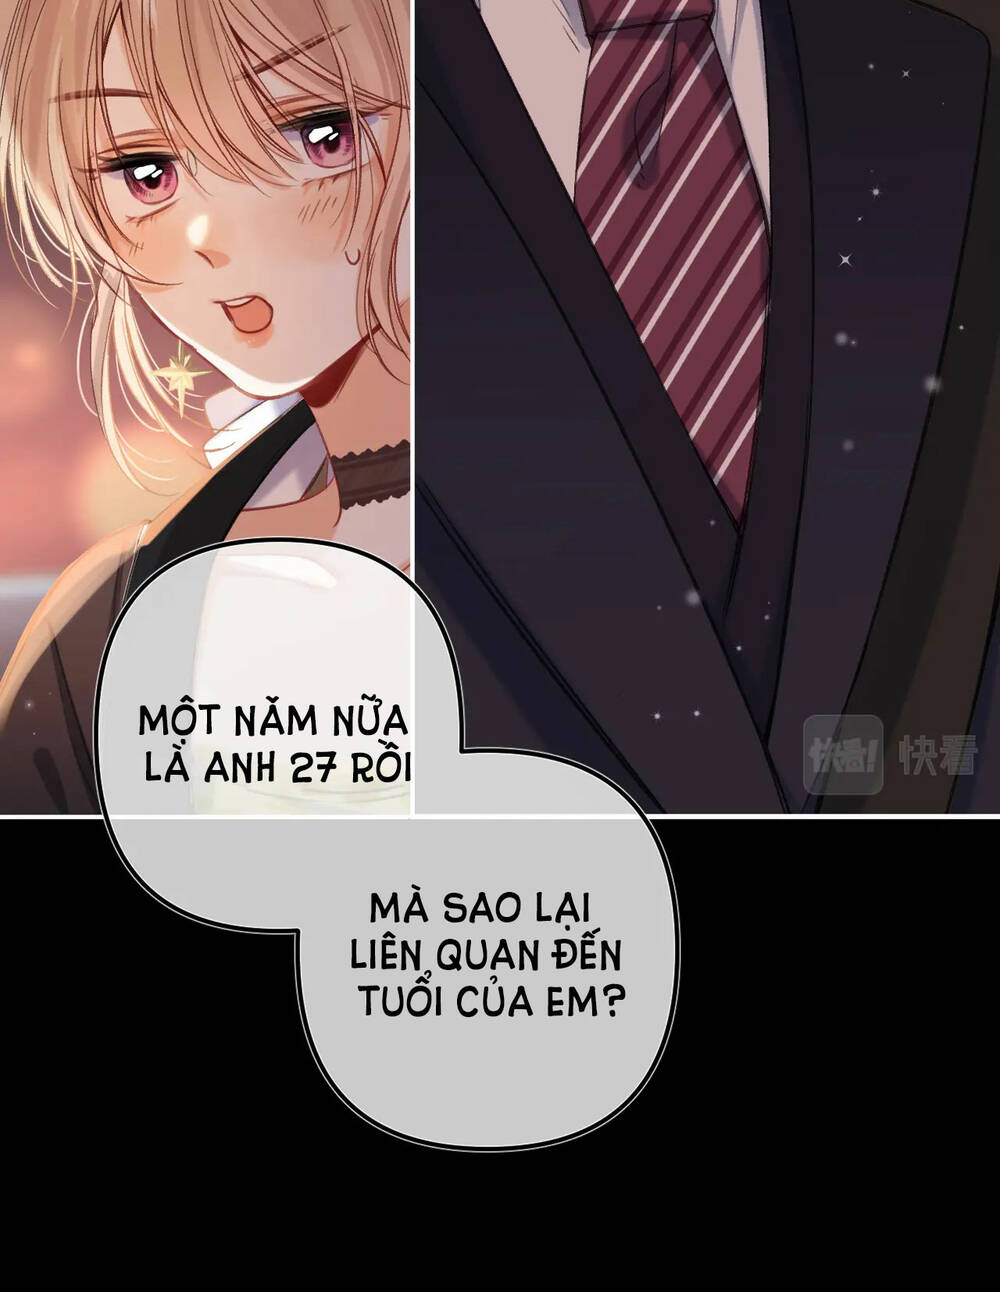 MỘT NĂM NỮA
LÀ ANH 27 RỒI
快看! 快看
MÀ SAO LẠI
LIÊN QUAN ĐẾN
TUỔI CỦA EM?